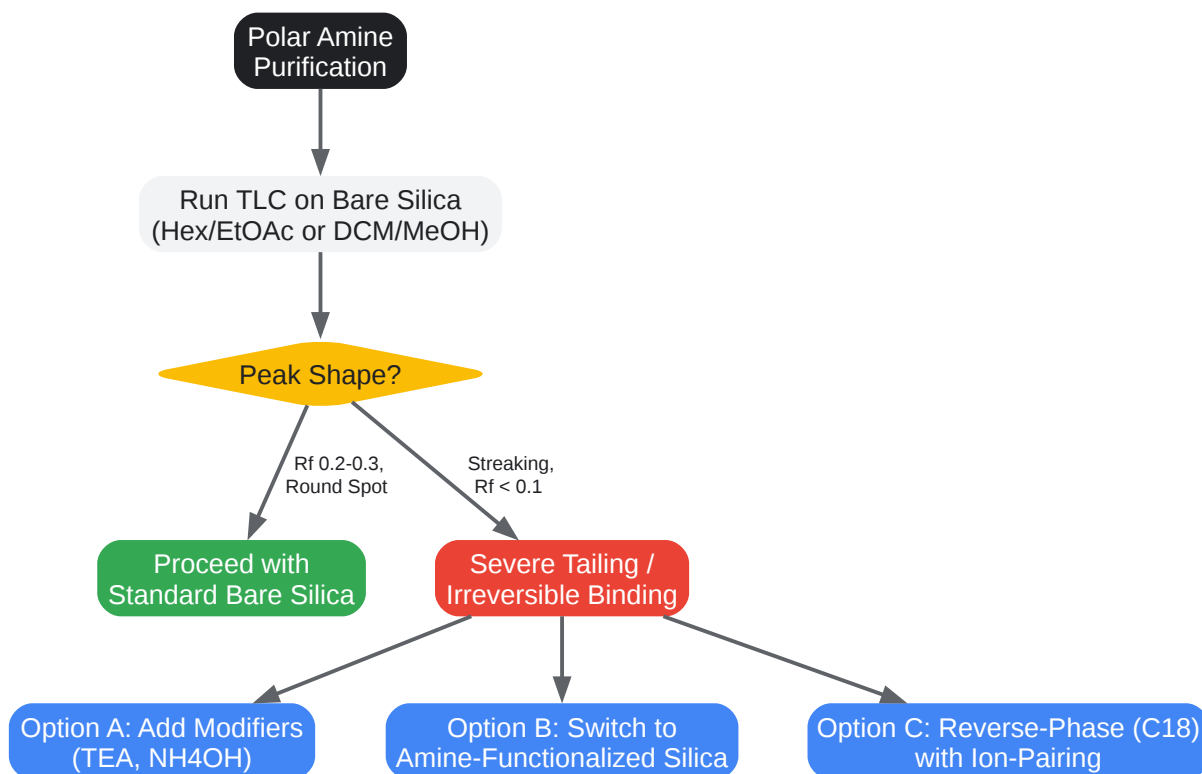 Polar Amine
Purification
Run TLC on Bare Silica
(Hex/EtOAc or DCM/MeOH)
Peak Shape?
Rf 0.2-0.3,
Round Spot
Streaking,
Rf < 0.1
Proceed with
Standard Bare Silica
Severe Tailing /
Irreversible Binding
Option A: Add Modifiers
(TEA, NH4OH)
Option B: Switch to
Amine-Functionalized Silica
Option C: Reverse-Phase (C18)
with Ion-Pairing